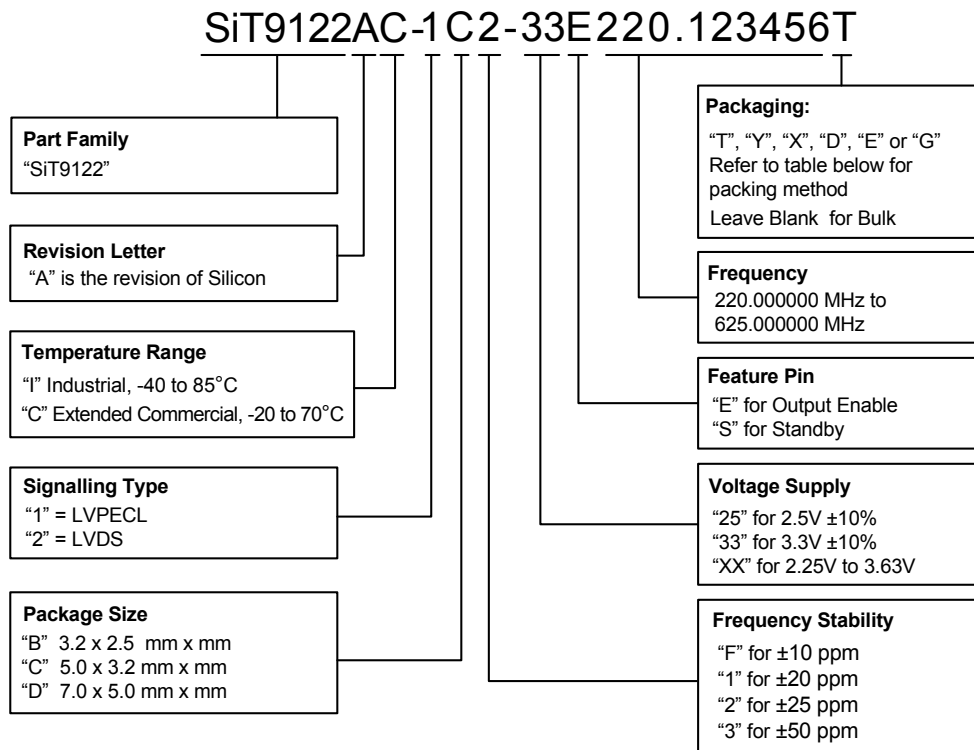 SiT9122AC-1C2-33E220.123456T
Part Family
“SiT9122”
Revision Letter
“A” is the revision of Silicon
Temperature Range
“I” Industrial, -40 to 85°C
“C” Extended Commercial, -20 to 70°C
Signalling Type
“1” = LVPECL
“2” = LVDS
Package Size
“B” 3.2 x 2.5 mm x mm
“C” 5.0 x 3.2 mm x mm
“D” 7.0 x 5.0 mm x mm
Packaging:
“T”, “Y”, “X”, “D”, “E” or “G”
Refer to table below for
packing method
Leave Blank for Bulk
Frequency
220.000000 MHz to
625.000000 MHz
Feature Pin
“E” for Output Enable
“S” for Standby
Voltage Supply
“25” for 2.5V ±10%
“33” for 3.3V ±10%
“XX” for 2.25V to 3.63V
Frequency Stability
“F” for ±10 ppm
“1” for ±20 ppm
“2” for ±25 ppm
“3” for ±50 ppm